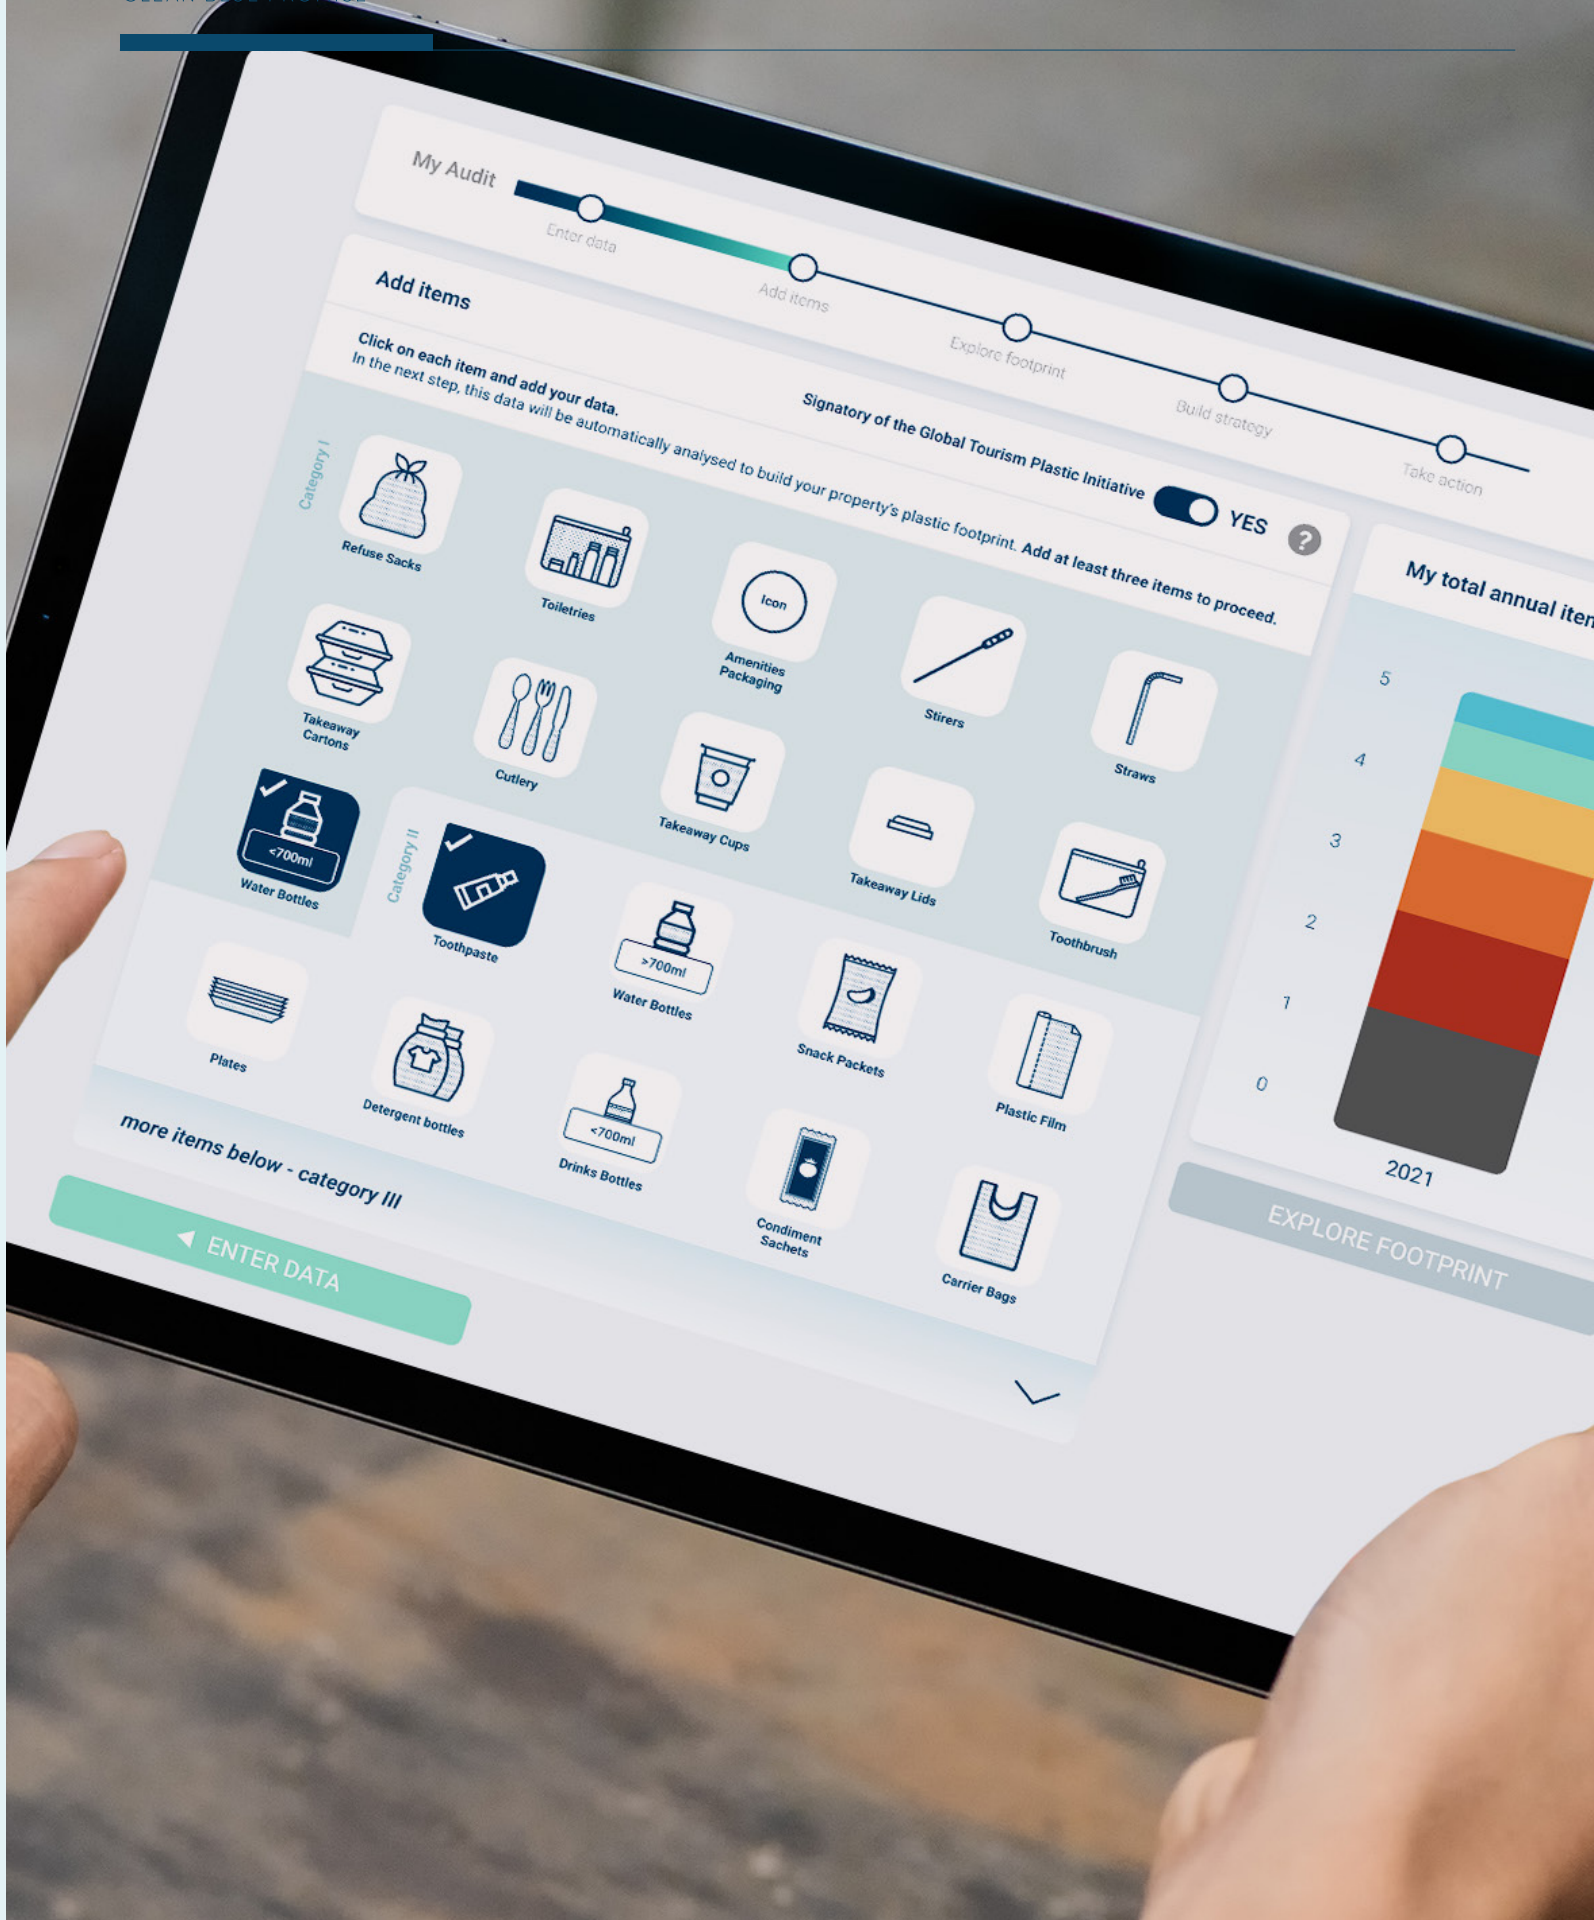 My Audit
Enter data
Add items
Explore footprint
Build strategy
Take action
Add items
Click on each item and add your data.
In the next step, this data will be automatically analysed to build your property's plastic footprint. Add at least three items to proceed.
Signatory of the Global Tourism Plastic Initiative
YES
?
Category I
Refuse Sacks
Toiletries
Icon
Amenities
Packaging
Stirers
Straws
Takeaway
Cartons
Cutlery
Takeaway Cups
Takeaway Lids
Toothbrush
<700ml
Water Bottles
Category II
Toothpaste
>700ml
Water Bottles
Snack Packets
Plastic Film
Plates
Detergent bottles
<700ml
Drinks Bottles
Condiment
Sachets
Carrier Bags
more items below - category III
ENTER DATA
My total annual
5
4
3
2
1
0
2021
EXPLORE FOOTPRINT